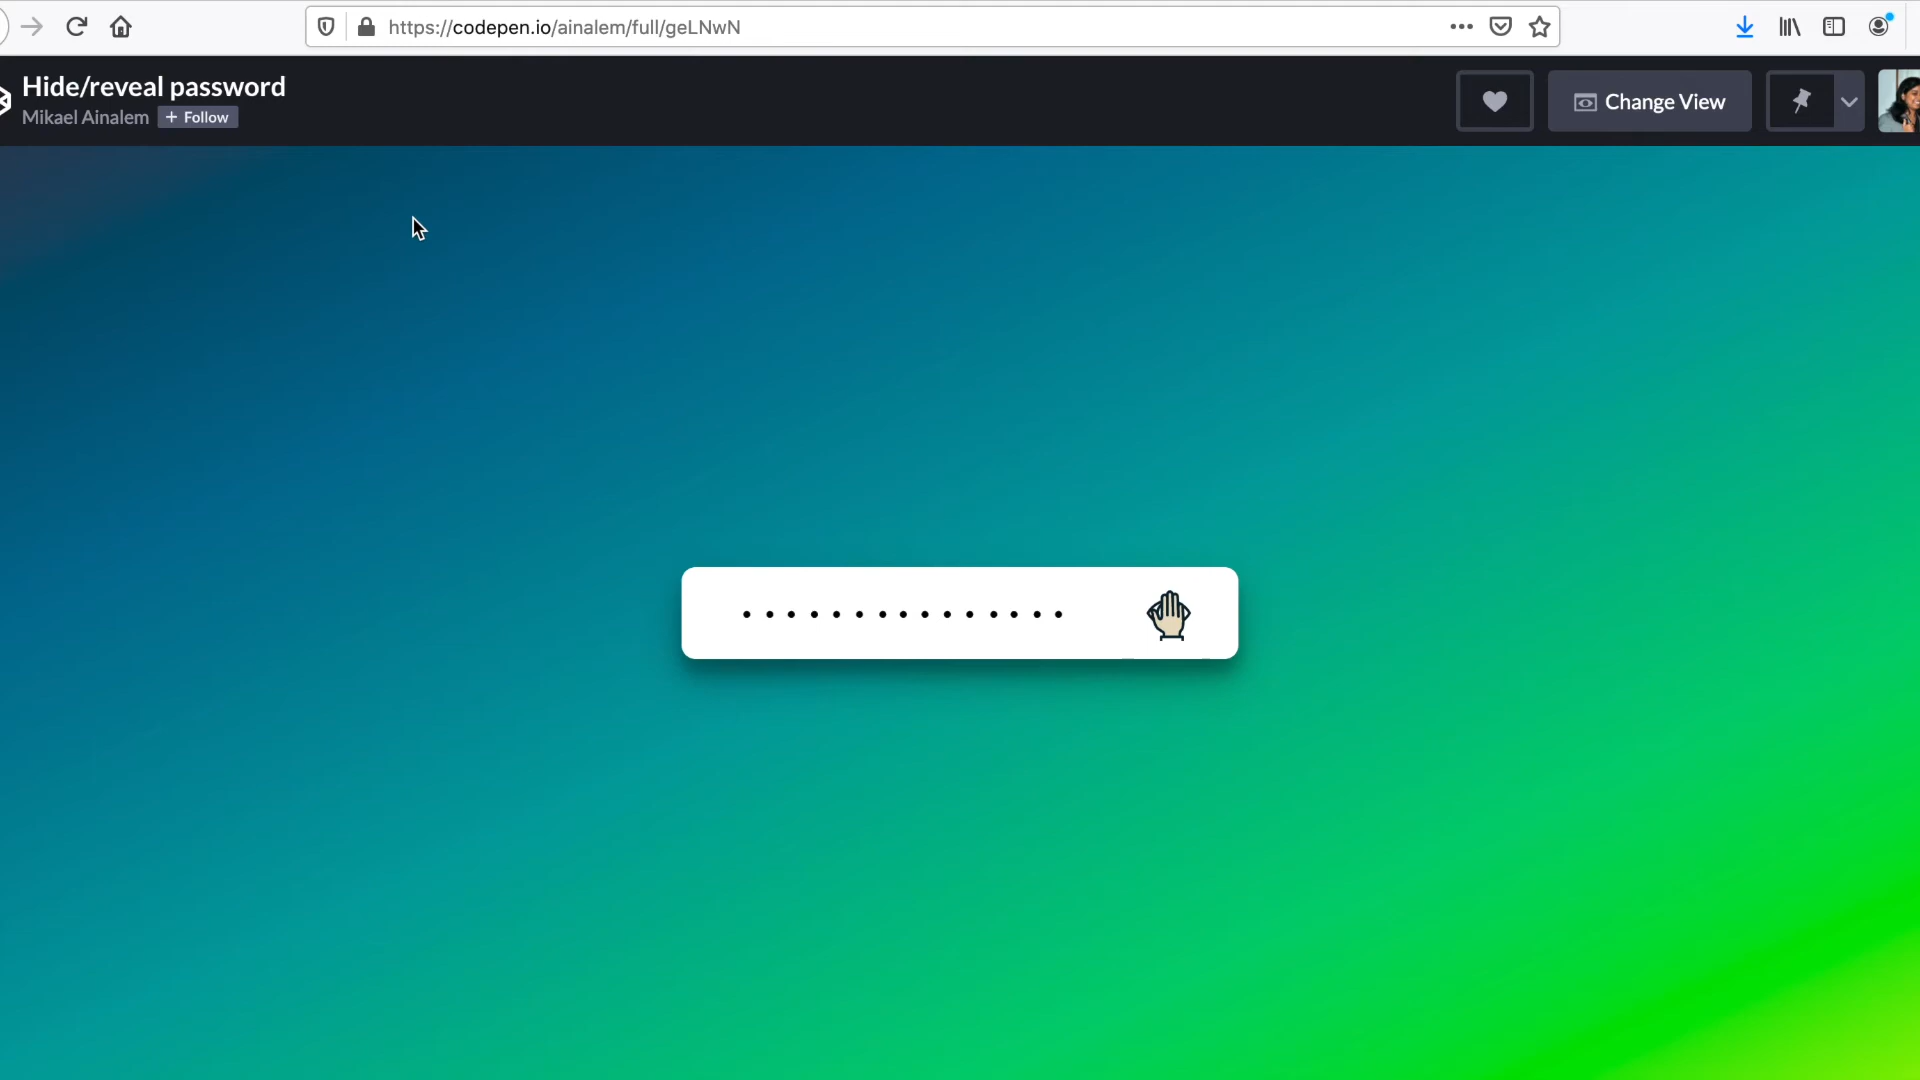 https://codepen.io/ainalem/full/geLNwN
Hide/reveal password
Mikael Ainalem + Follow
Change View